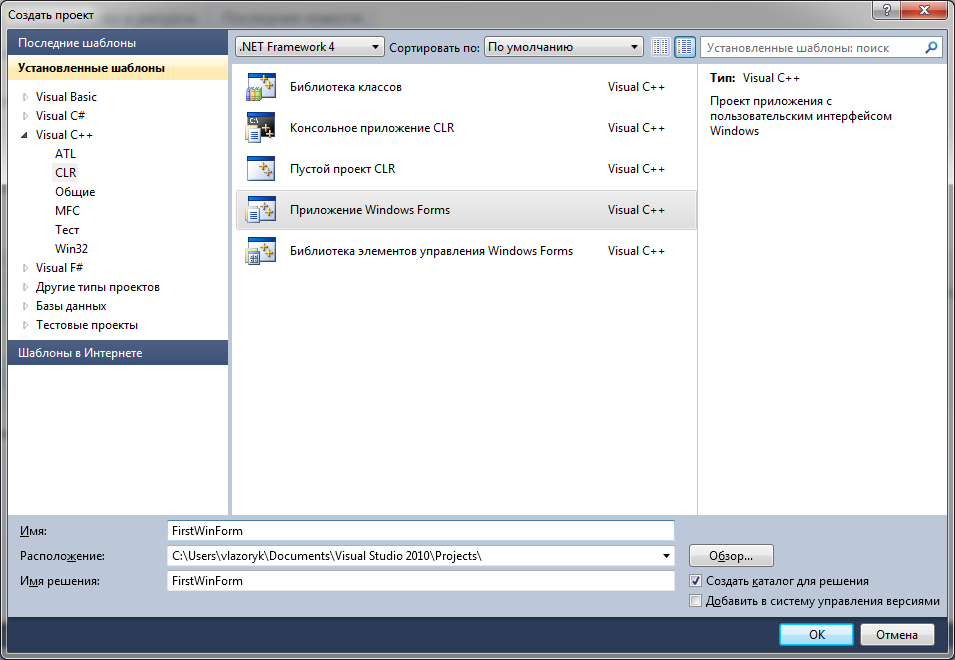 Создать проект
Последние шаблоны
Установленные шаблоны
Visual Basic
Visual C#
Visual C++
ATL
CLR
Общие
MFC
Тест
Win32
Visual F#
Другие типы проектов
Базы данных
Тестовые проекты
Шаблоны в Интернете
.NET Framework 4
Сортировать по:
По умолчанию
Установленные шаблоны: поиск
Библиотека классов Visual C++
Консольное приложение CLR Visual C++
Пустой проект CLR Visual C++
Приложение Windows Forms Visual C++
Библиотека элементов управления Windows Forms Visual C++
Тип: Visual C++
Проект приложения с
пользовательским интерфейсом
Windows
Имя: FirstWinForm
Расположение: C:\Users\vlazoryk\Documents\Visual Studio 2010\Projects\ Обзор...
Имя решения: FirstWinForm
Создать каталог для решения
Добавить в систему управления версиями
OK Отмена